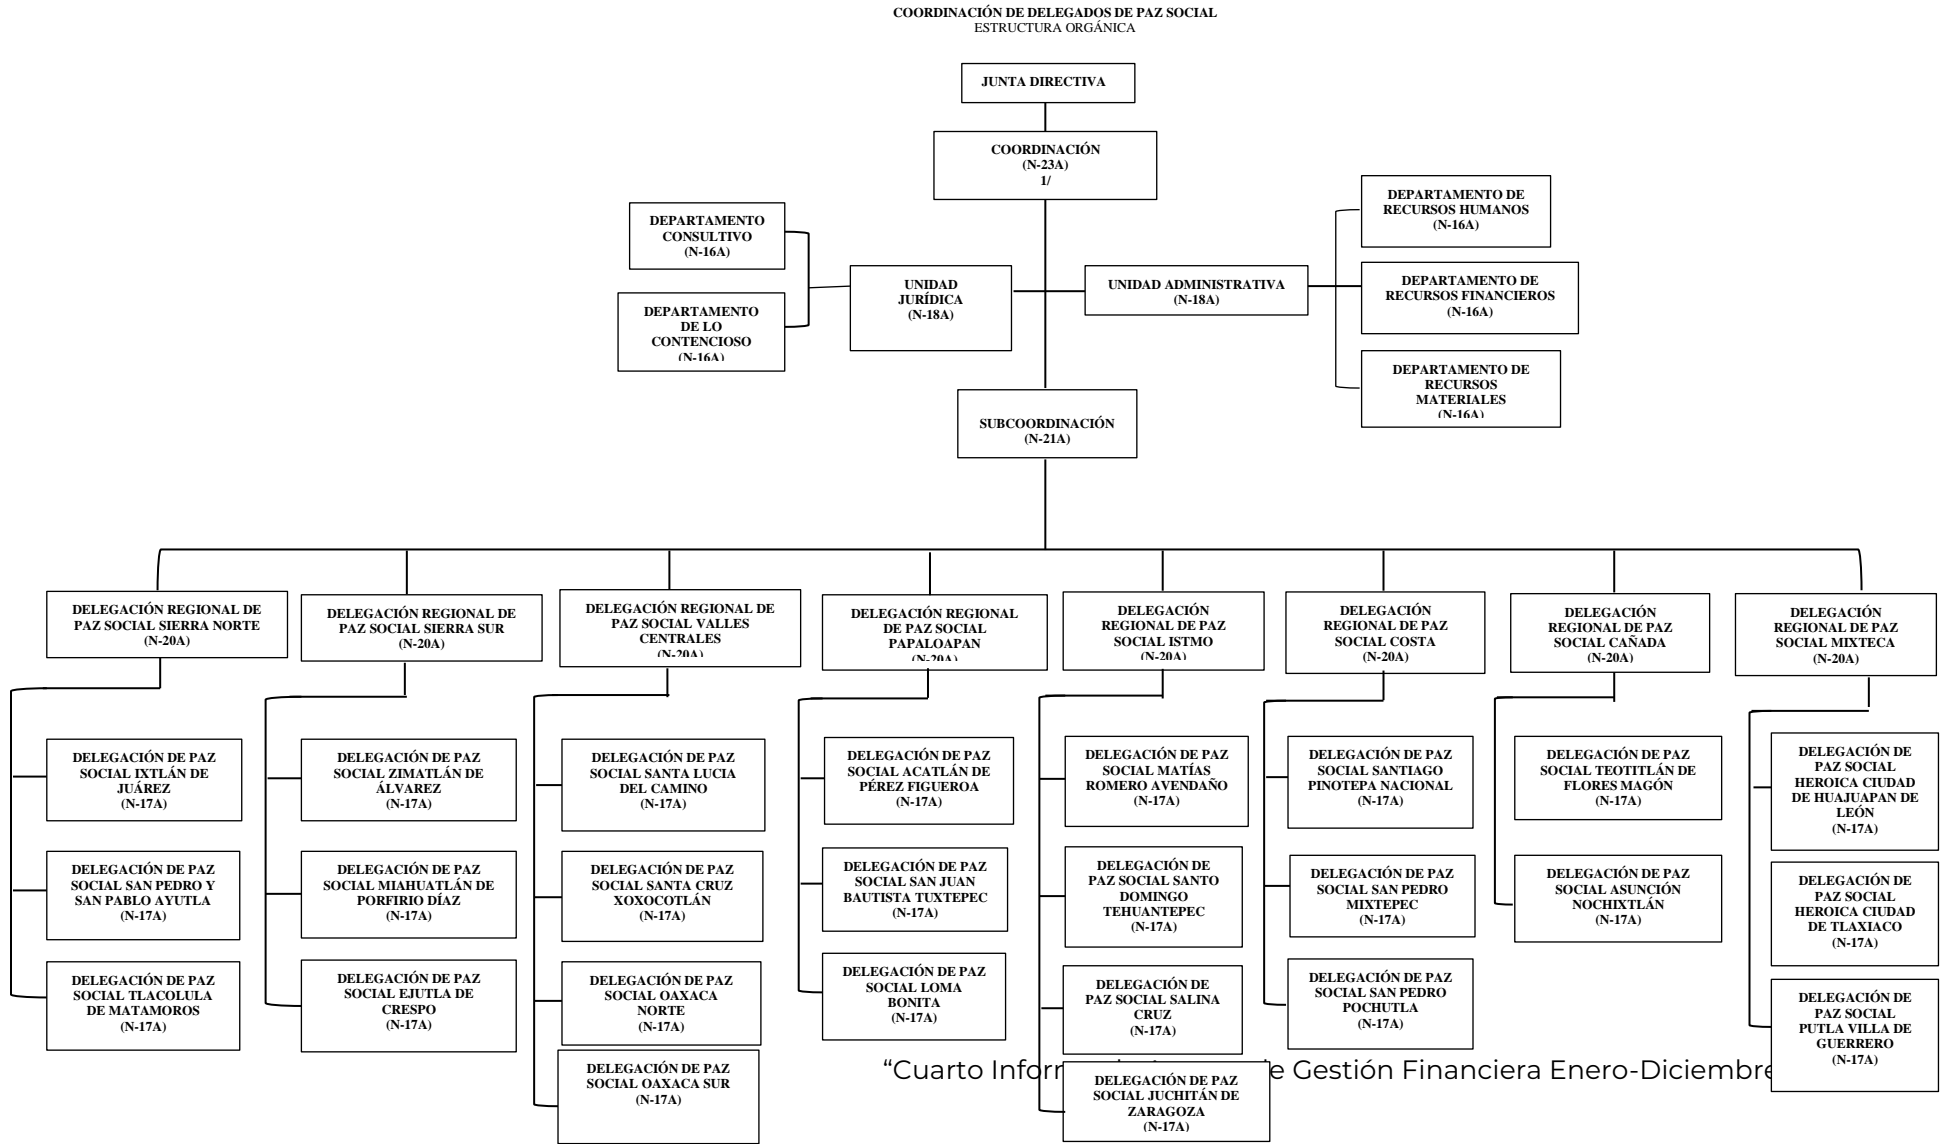 COORDINACIÓN DE DELEGADOS DE PAZ SOCIAL
ESTRUCTURA ORGÁNICA
JUNTA DIRECTIVA
COORDINACIÓN
(N-23A)
1/
DEPARTAMENTO
CONSULTIVO
(N-16A)
DEPARTAMENTO
DE LO
CONTENCIOSO
(N-16A)
UNIDAD
JURÍDICA
(N-18A)
UNIDAD ADMINISTRATIVA
(N-18A)
DEPARTAMENTO DE
RECURSOS HUMANOS
(N-16A)
DEPARTAMENTO DE
RECURSOS FINANCIEROS
(N-16A)
DEPARTAMENTO DE
RECURSOS
MATERIALES
(N-16A)
SUBCOORDINACIÓN
(N-21A)
DELEGACIÓN REGIONAL DE
PAZ SOCIAL SIERRA NORTE
(N-20A)
DELEGACIÓN REGIONAL DE
PAZ SOCIAL SIERRA SUR
(N-20A)
DELEGACIÓN REGIONAL DE
PAZ SOCIAL VALLES
CENTRALES
(N-20A)
DELEGACIÓN REGIONAL
DE PAZ SOCIAL
PAPALOAPAN
(N-20A)
DELEGACIÓN
REGIONAL DE PAZ
SOCIAL ISTMO
(N-20A)
DELEGACIÓN
REGIONAL DE PAZ
SOCIAL COSTA
(N-20A)
DELEGACIÓN
REGIONAL DE PAZ
SOCIAL CAÑADA
(N-20A)
DELEGACIÓN
REGIONAL DE PAZ
SOCIAL MIXTECA
(N-20A)
DELEGACIÓN DE PAZ
SOCIAL IXTLÁN DE
JUÁREZ
(N-17A)
DELEGACIÓN DE PAZ
SOCIAL SAN PEDRO Y
SAN PABLO AYUTLA
(N-17A)
DELEGACIÓN DE PAZ
SOCIAL TLACOLULA
DE MATAMOROS
(N-17A)
DELEGACIÓN DE PAZ
SOCIAL ZIMATLÁN DE
ÁLVAREZ
(N-17A)
DELEGACIÓN DE PAZ
SOCIAL MIAHUATLÁN DE
PORFIRIO DÍAZ
(N-17A)
DELEGACIÓN DE PAZ
SOCIAL EJUTLA DE
CRESPO
(N-17A)
DELEGACIÓN DE PAZ
SOCIAL SANTA LUCIA
DEL CAMINO
(N-17A)
DELEGACIÓN DE PAZ
SOCIAL SANTA CRUZ
XOXOCOTLÁN
(N-17A)
DELEGACIÓN DE PAZ
SOCIAL OAXACA
NORTE
(N-17A)
DELEGACIÓN DE PAZ
SOCIAL OAXACA SUR
(N-17A)
DELEGACIÓN DE PAZ
SOCIAL ACATLÁN DE
PÉREZ FIGUEROA
(N-17A)
DELEGACIÓN DE PAZ
SOCIAL SAN JUAN
BAUTISTA TUXTEPEC
(N-17A)
DELEGACIÓN DE PAZ
SOCIAL LOMA
BONITA
(N-17A)
DELEGACIÓN DE PAZ
SOCIAL MATÍAS
ROMERO AVENDAÑO
(N-17A)
DELEGACIÓN DE
PAZ SOCIAL SANTO
DOMINGO
TEHUANTEPEC
(N-17A)
DELEGACIÓN DE
PAZ SOCIAL SALINA
CRUZ
(N-17A)
DELEGACIÓN DE PAZ
SOCIAL JUCHITÁN DE
ZARAGOZA
(N-17A)
DELEGACIÓN DE PAZ
SOCIAL SANTIAGO
PINOTEPA NACIONAL
(N-17A)
DELEGACIÓN DE PAZ
SOCIAL SAN PEDRO
MIXTEPEC
(N-17A)
DELEGACIÓN DE PAZ
SOCIAL SAN PEDRO
POCHUTLA
(N-17A)
DELEGACIÓN DE PAZ
SOCIAL TEOTITLÁN DE
FLORES MAGÓN
(N-17A)
DELEGACIÓN DE PAZ
SOCIAL ASUNCIÓN
NOCHIXTLÁN
(N-17A)
DELEGACIÓN DE
PAZ SOCIAL
HEROICA CIUDAD
DE HUAJUAPAN DE
LEÓN
(N-17A)
DELEGACIÓN DE
PAZ SOCIAL
HEROICA CIUDAD
DE TLAXIACO
(N-17A)
DELEGACIÓN DE
PAZ SOCIAL
PUTLA VILLA DE
GUERRERO
(N-17A)
“Cuarto Gestión Financiera Enero-Diciembre